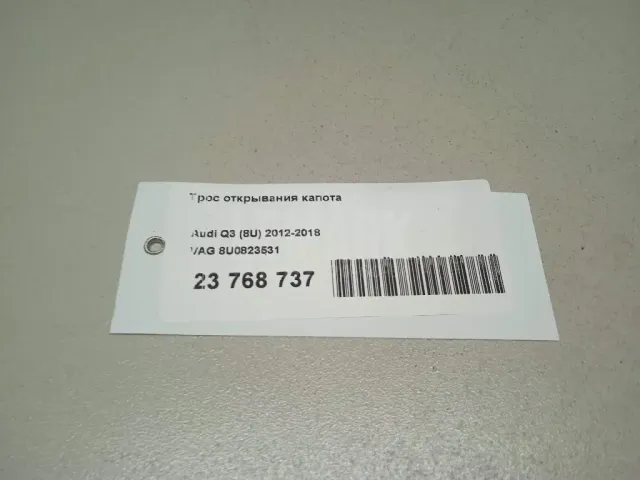 Трос открывания капота
Audi Q3 (8U) 2012-2018
VAG 8U0823531
23 768 737